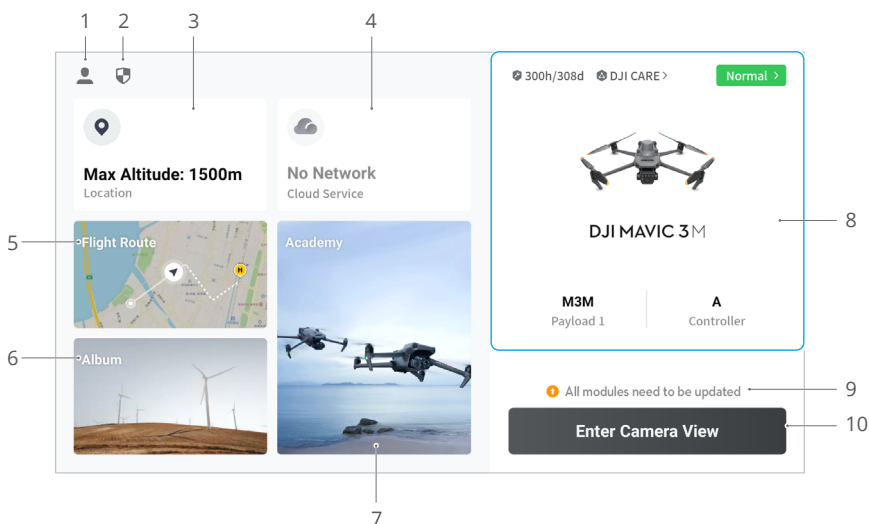 1
2
3
4
300h/308d
DJI CARE >
Normal >
Max Altitude: 1500m
Location
No Network
Cloud Service
DJI MAVIC 3M
8
5
Flight Route
H
Academy
M3M
Payload 1
A
Controller
6
Album
All modules need to be updated
9
Enter Camera View
10
7